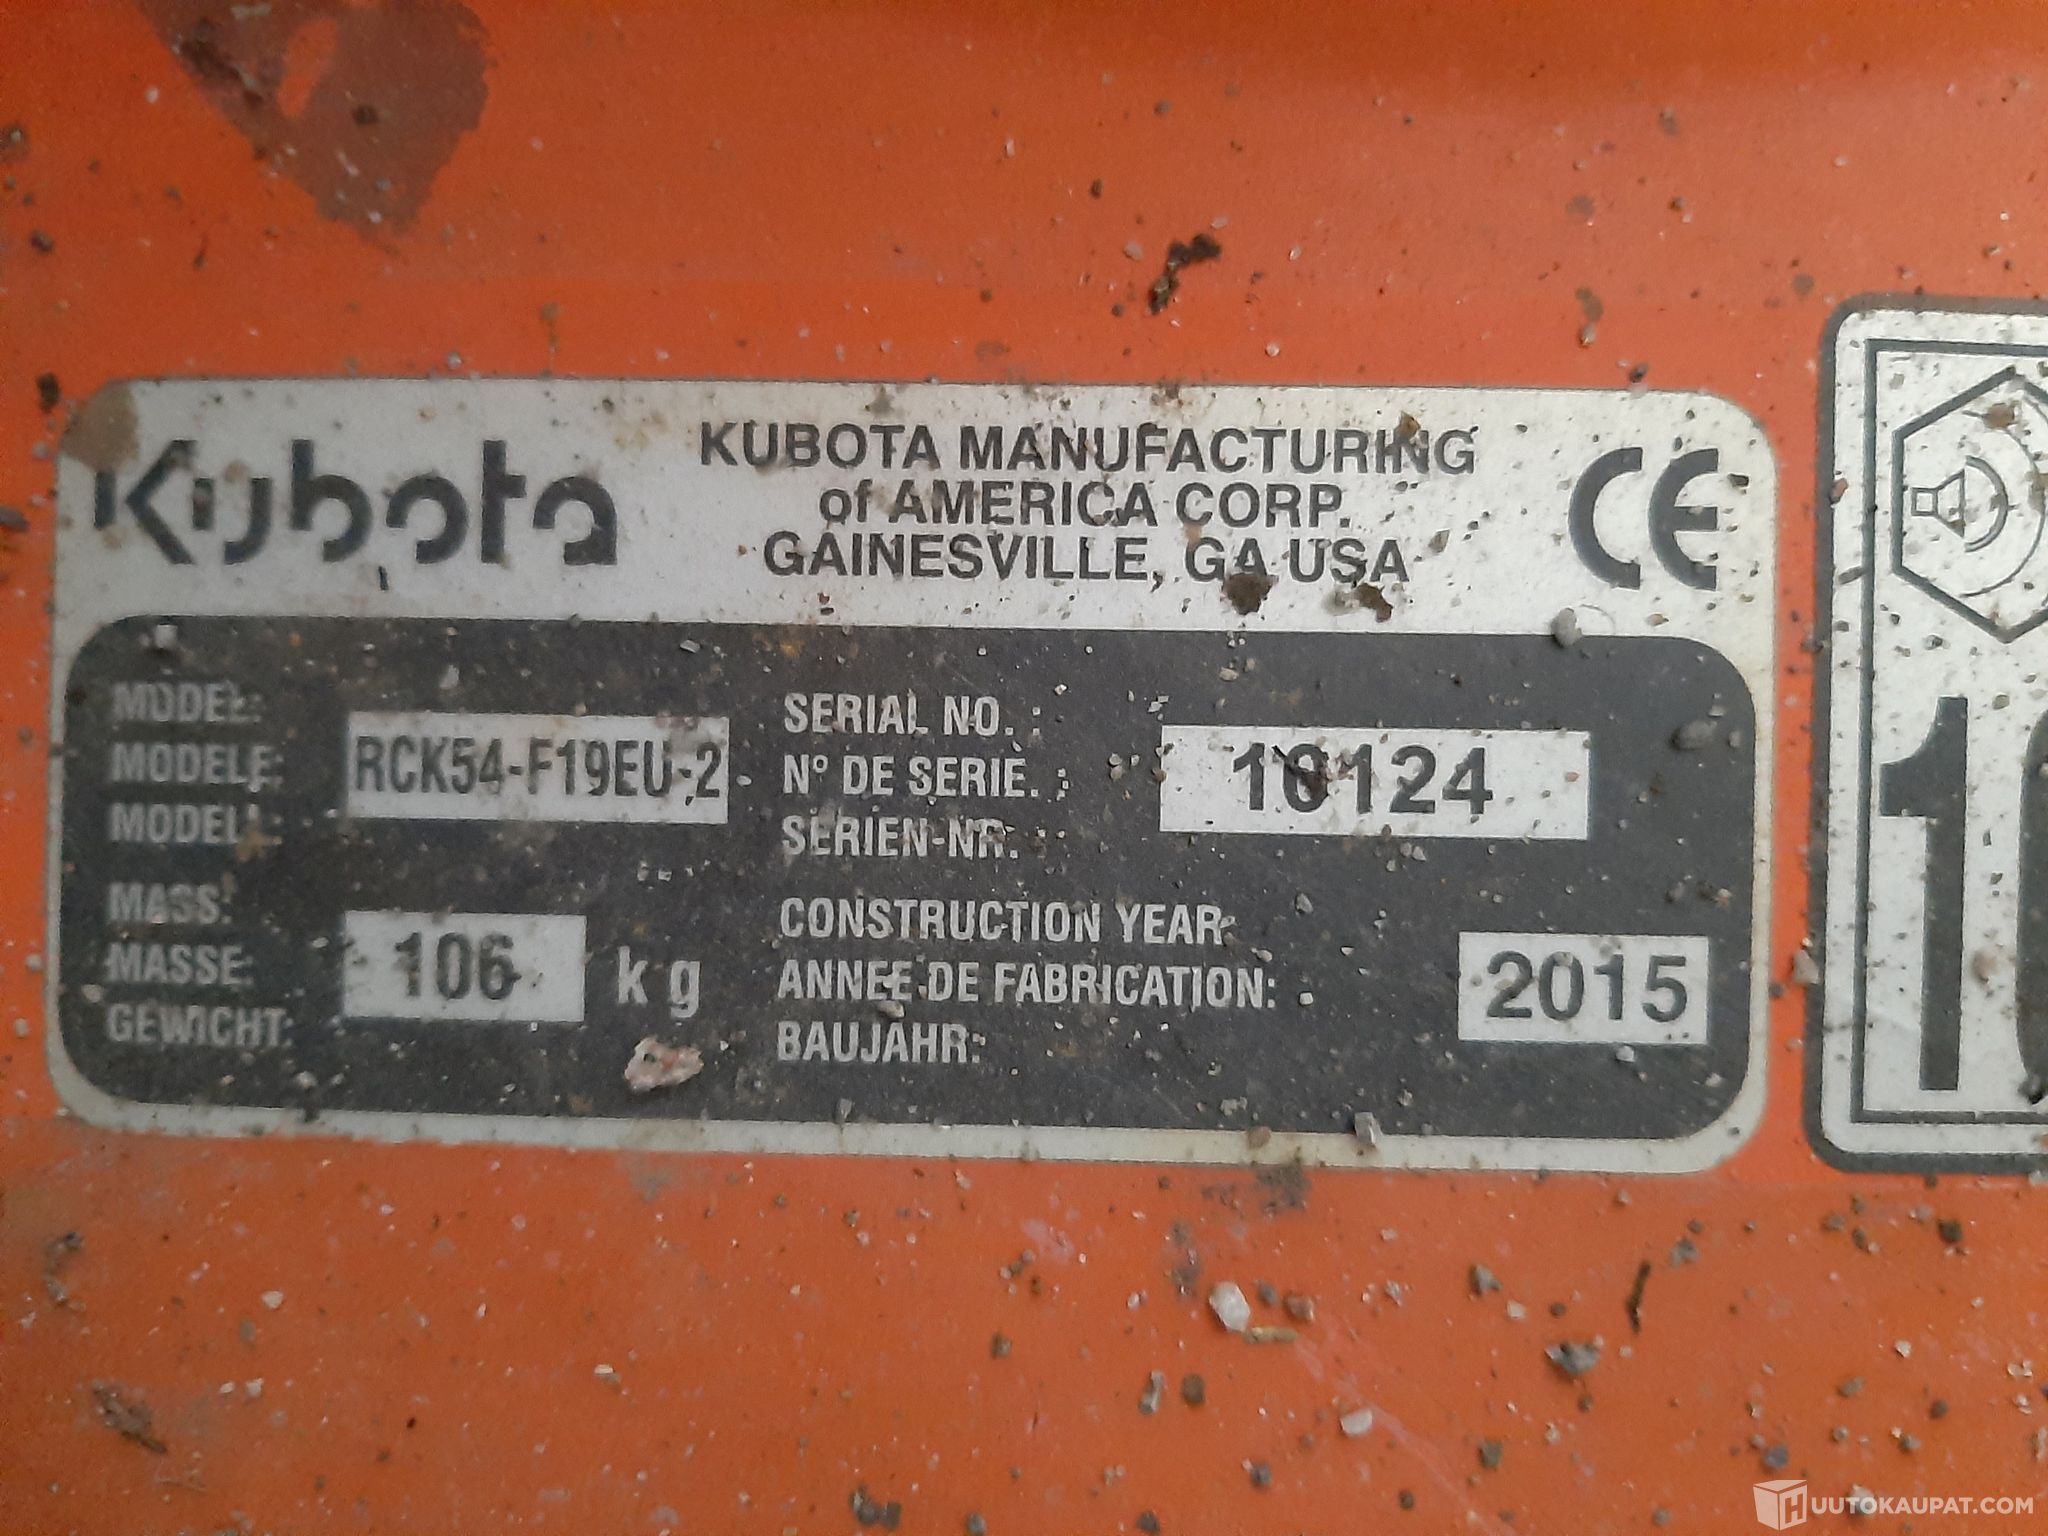 Kubota
KUBOTA MANUFACTURING
of AMERICA CORP.
GAINESVILLE, GA USA
CE
MODEL:
MODELE:
MODELL:
RCK54-F19EU-2
SERIAL NO. :
N° DE SERIE. :
SERIEN-NR.
10124
MASS:
MASSE:
GEWICHT:
106
kg
CONSTRUCTION YEAR:
ANNEE DE FABRICATION:
BAUJAHR:
2015
HUUTOKAUPAT.COM